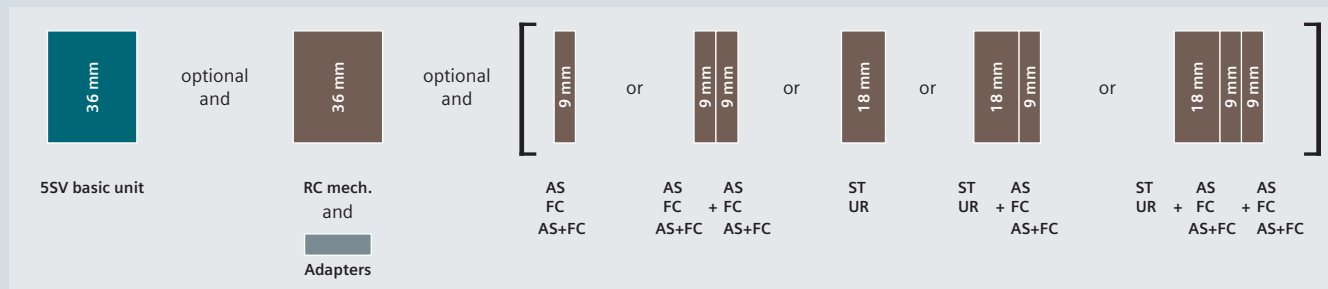 36 mm
optional
and
36 mm
optional
and
9 mm
or
9 mm 9 mm
or
18 mm
or
18 mm 9 mm
or
18 mm 9 mm 9 mm
5SV basic unit
RC mech.
and
Adapters
AS
FC
AS+FC
AS AS
FC + FC
AS+FC AS+FC
ST
UR
ST AS
UR + FC
AS+FC
ST AS AS
UR + FC + FC
AS+FC AS+FC